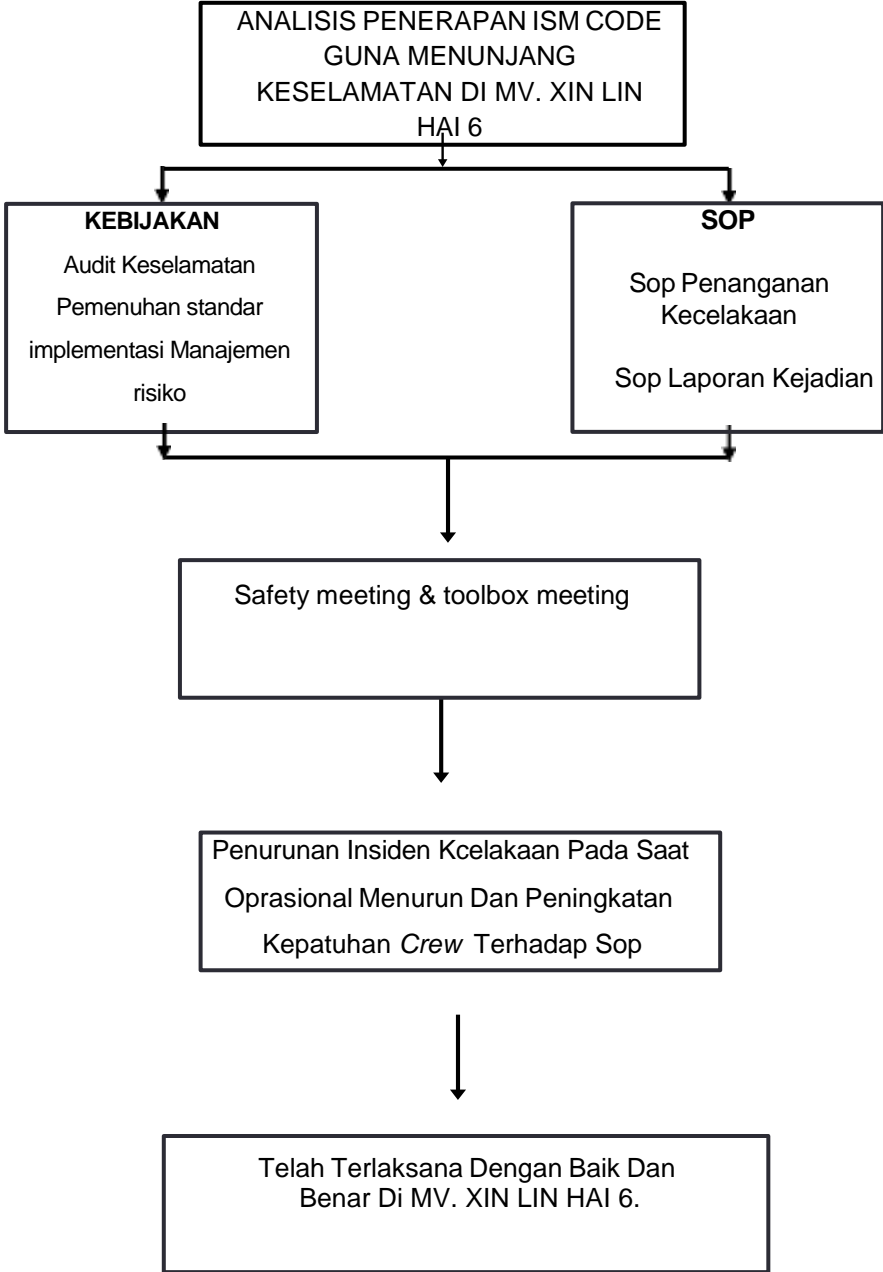 ANALISIS PENERAPAN ISM CODE
GUNA MENUNJANG
KESELAMATAN DI MV. XIN LIN
HAI 6
KEBIJAKAN
Audit Keselamatan
Pemenuhan standar
implementasi Manajemen
risiko
SOP
Sop Penanganan
Kecelakaan
Sop Laporan Kejadian
Safety meeting & toolbox meeting
Penurunan Insiden Kcelakaan Pada Saat
Oprasional Menurun Dan Peningkatan
Kepatuhan Crew Terhadap Sop
Telah Terlaksana Dengan Baik Dan
Benar Di MV. XIN LIN HAI 6.